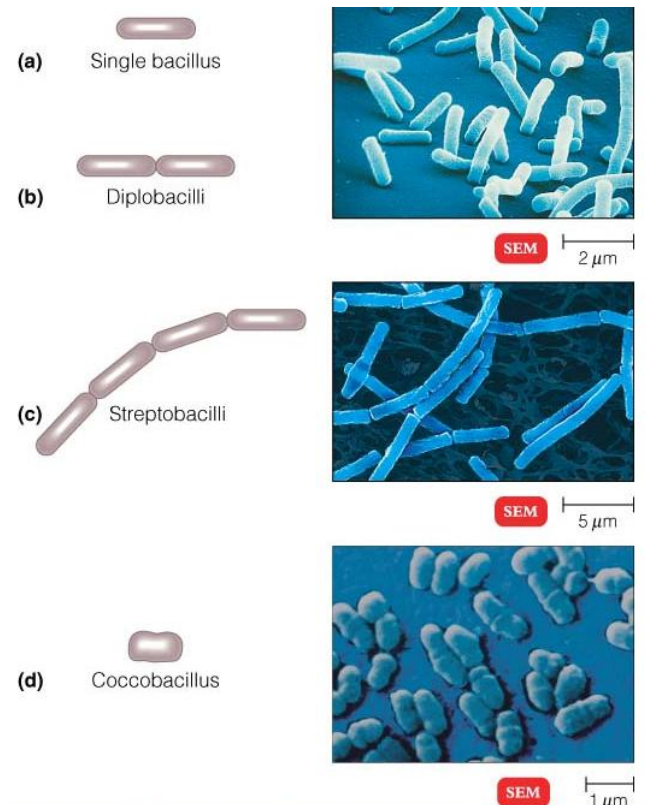 (a) Single bacillus
(b) Diplobacilli
SEM 2 μm
(c) Streptobacilli
SEM 5 μm
(d) Coccobacillus
SEM 1 μm